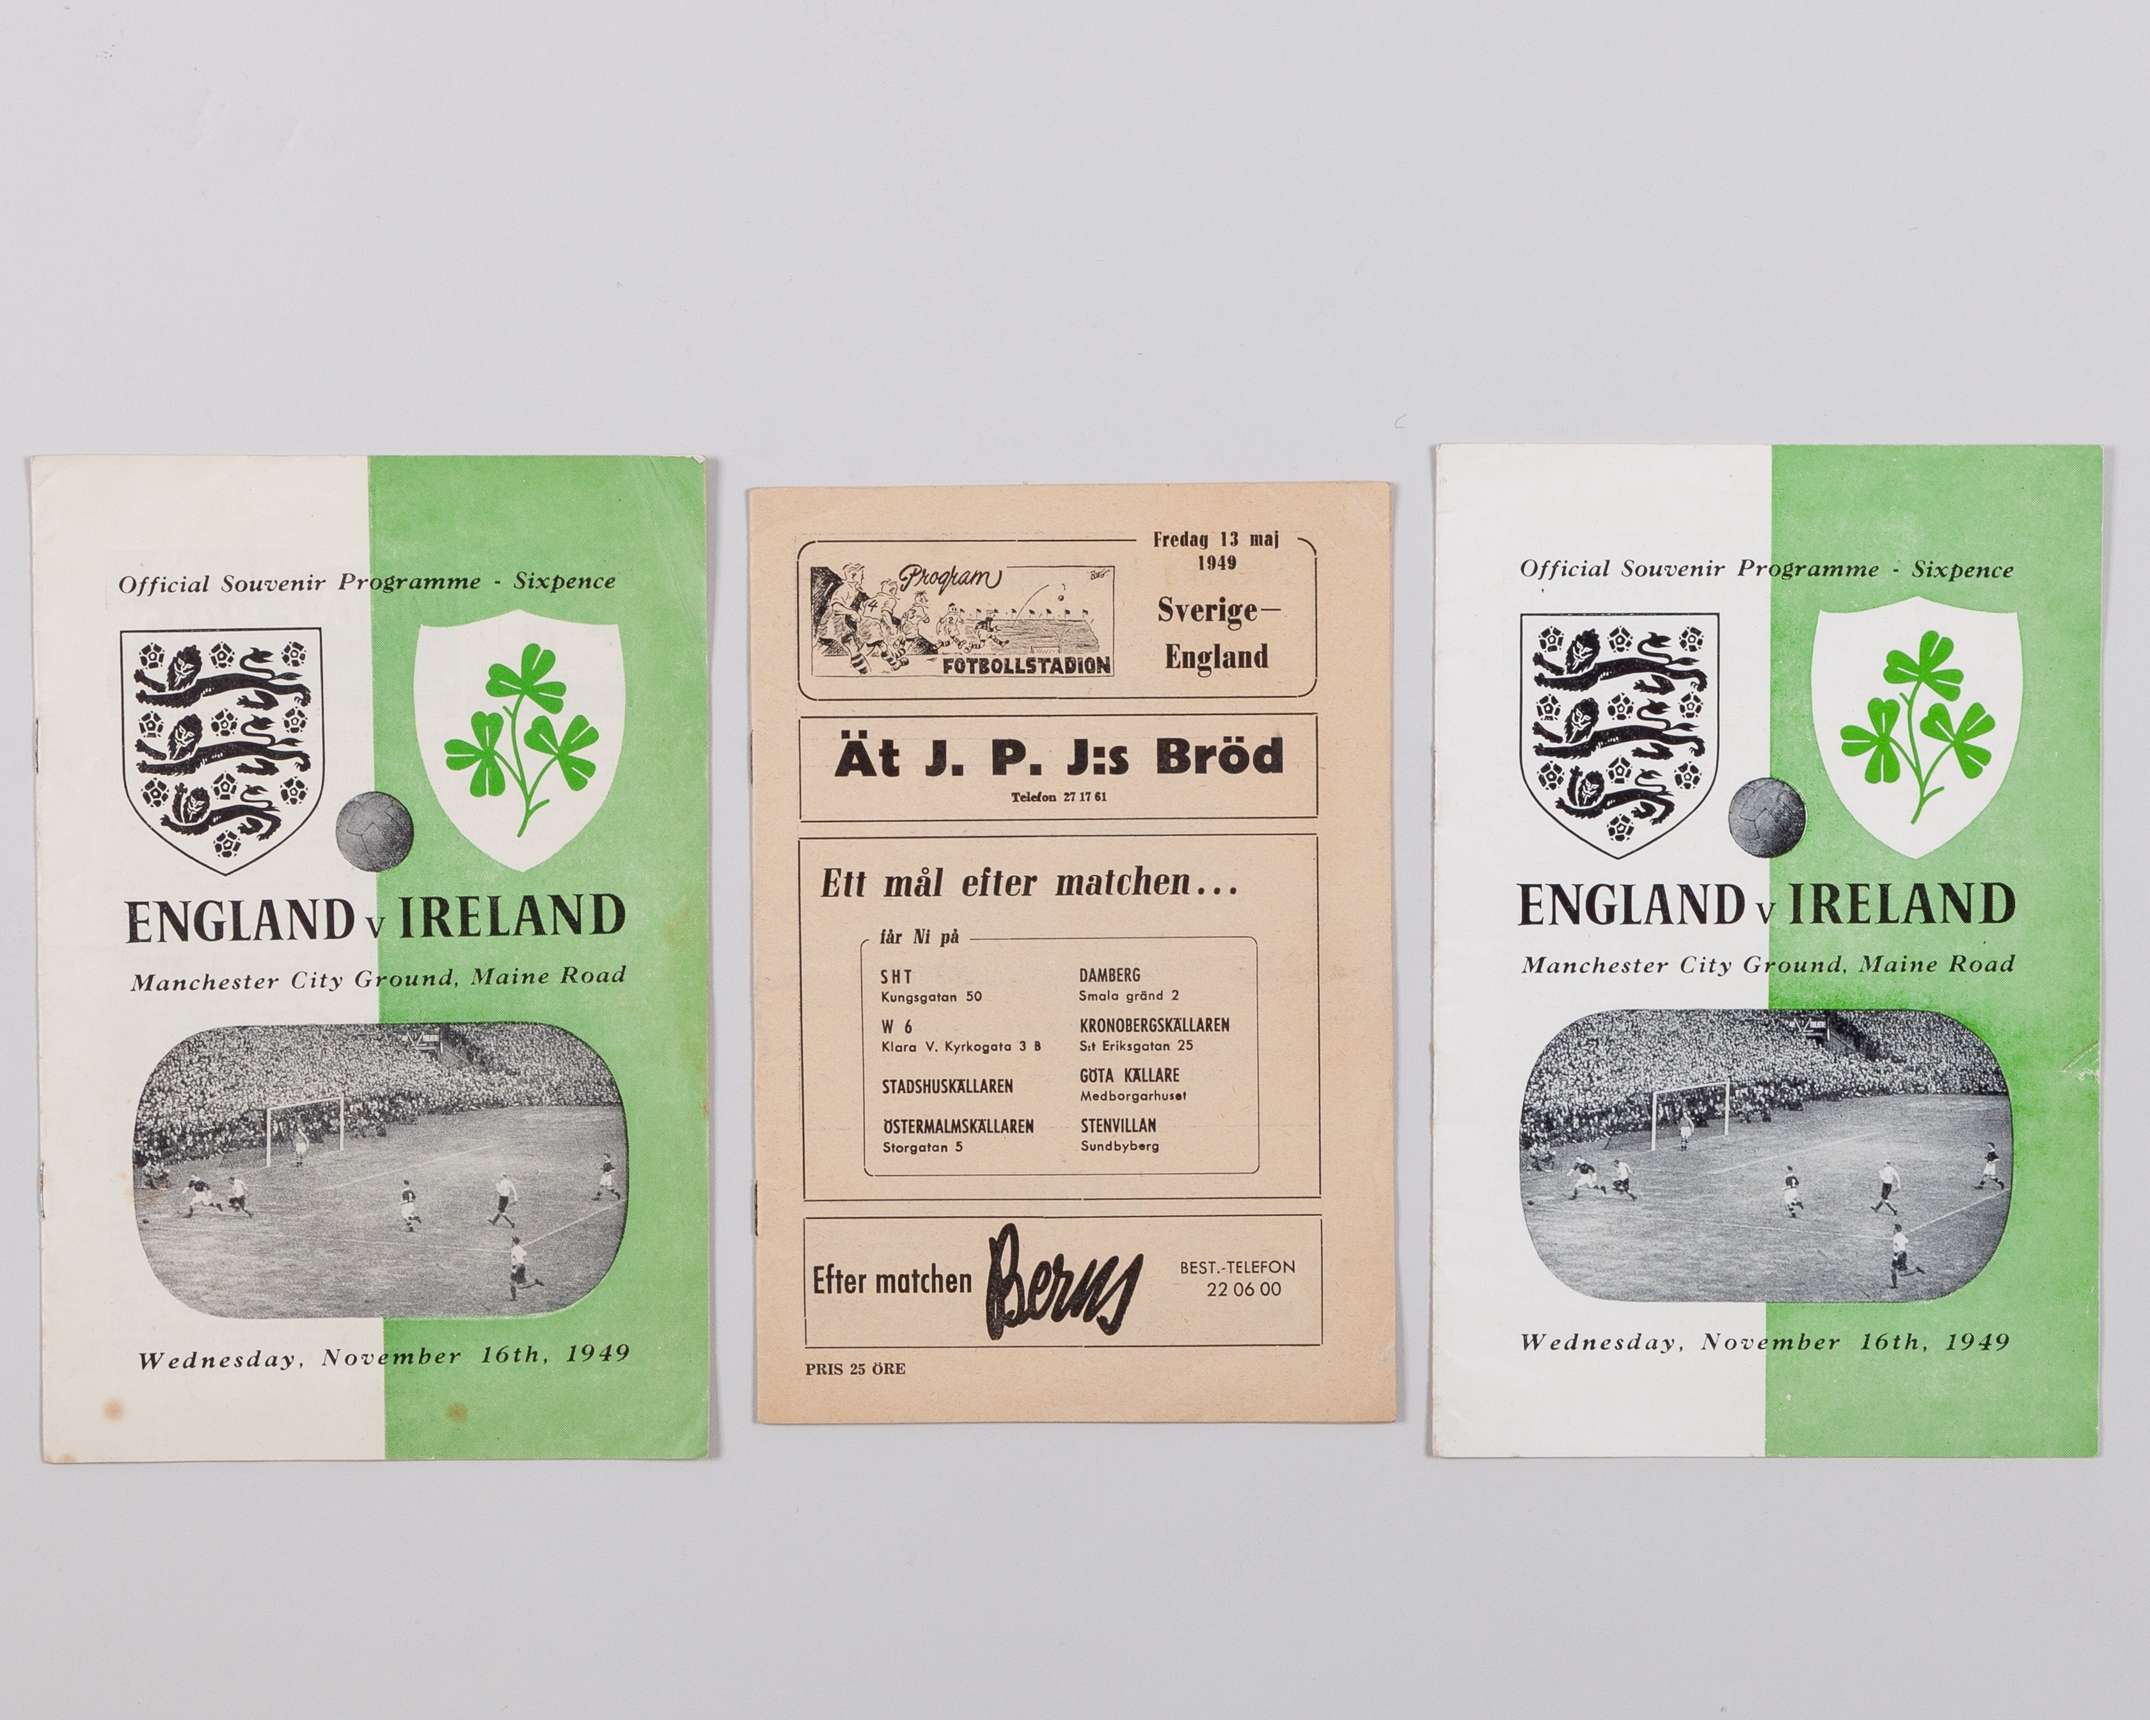 Official Souvenir Programme - Sixpence
ENGLAND v IRELAND
Manchester City Ground, Maine Road
Wednesday, November 16th, 1949
Fredag 13 maj
1949
Program
Sverige—
England
FOTBOLLSTADION
Ät J. P. J:s Bröd
Telefon 27 17 61
Ett mål efter matchen...
får Ni på
SHT
Kungsgatan 50
W 6
Klara V. Kyrkogata 3 B
STADSHUSKÄLLAREN
ÖSTERMALMSKÄLLAREN
Storgatan 5
DAMBERG
Smala gränd 2
KRONOBERGSKÄLLAREN
S:t Eriksgatan 25
GÖTA KÄLLARE
Medborgarhuset
STENVILLAN
Sundbyberg
Efter matchen Berns
BEST.-TELEFON
22 06 00
PRIS 25 ÖRE
Official Souvenir Programme - Sixpence
ENGLAND v IRELAND
Manchester City Ground, Maine Road
Wednesday, November 16th, 1949